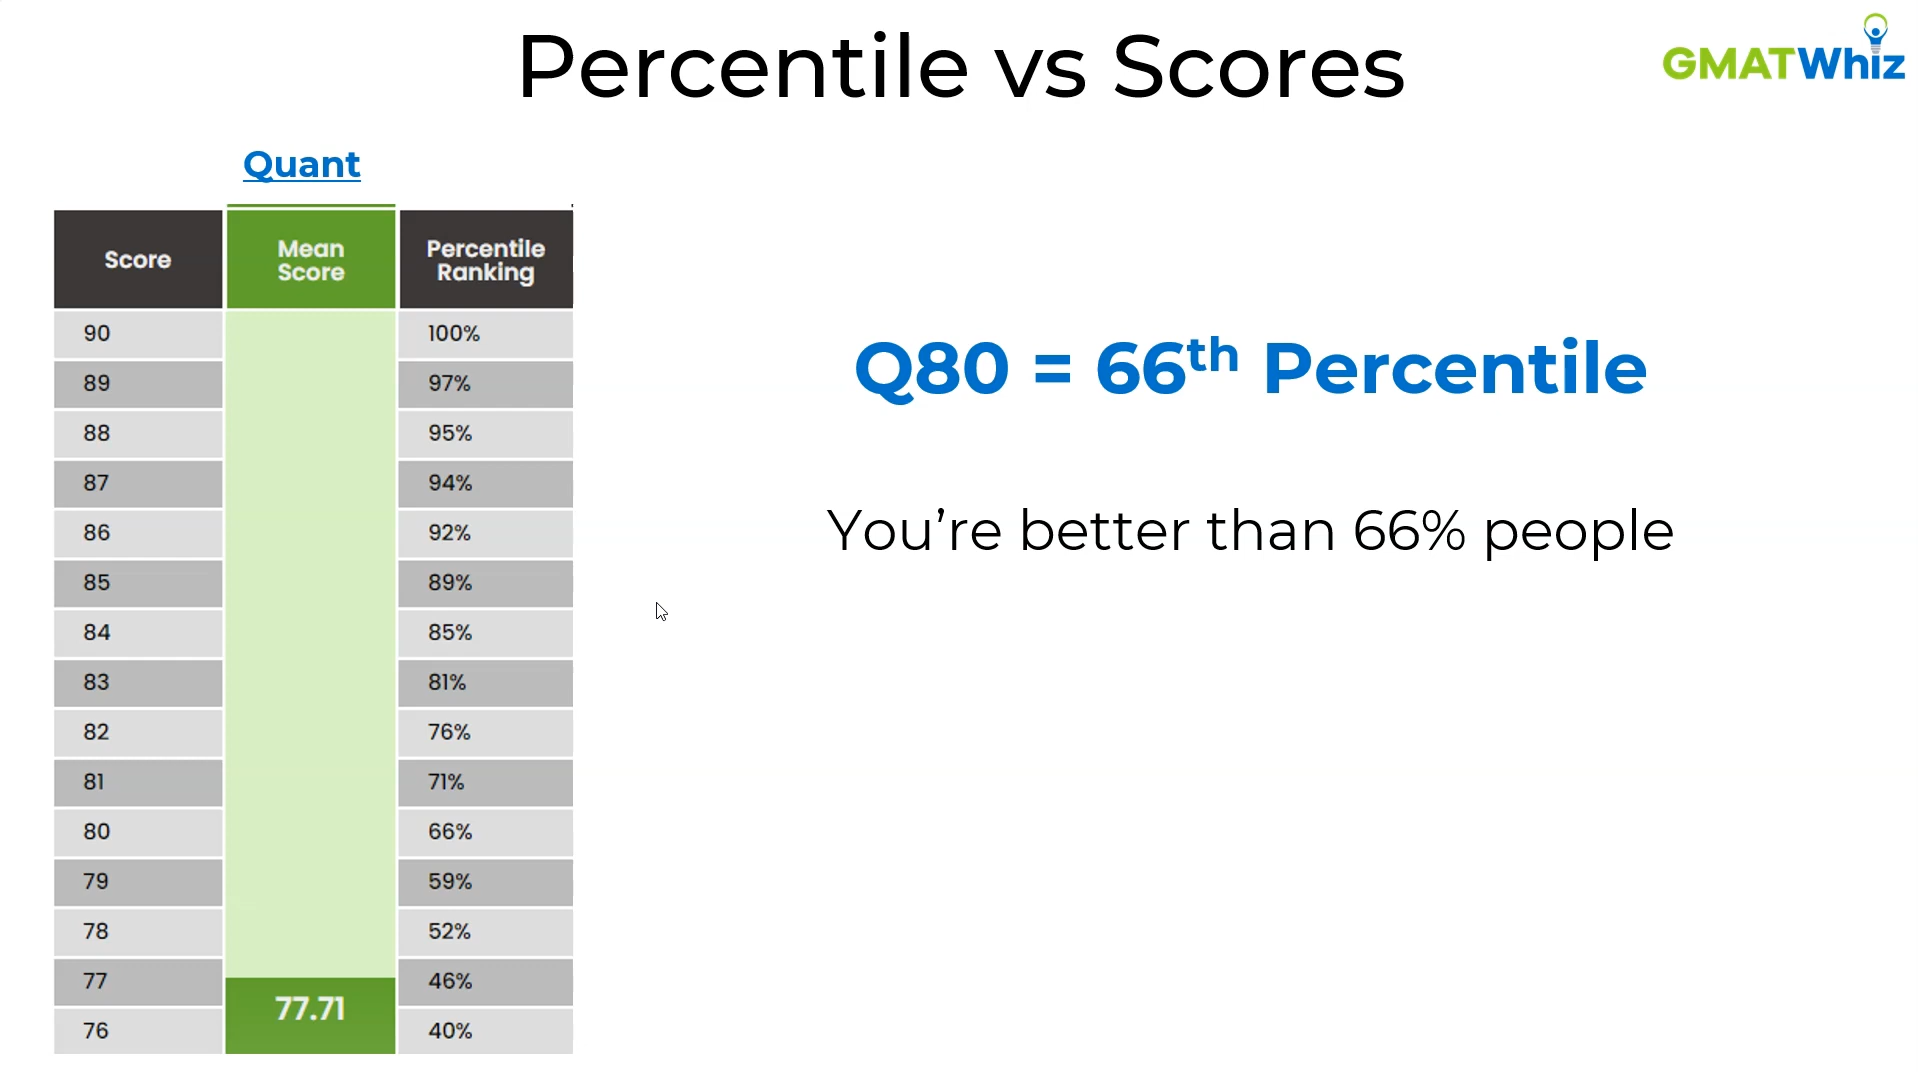 Percentile vs Scores
GMATWhiz
Quant
Score Mean Score Percentile Ranking
90 100%
89 97%
88 95%
87 94%
86 92%
85 89%
84 85%
83 81%
82 76%
81 71%
80 66%
79 59%
78 52%
77 46%
77.71
76 40%
Q80 = 66th Percentile
You’re better than 66% people